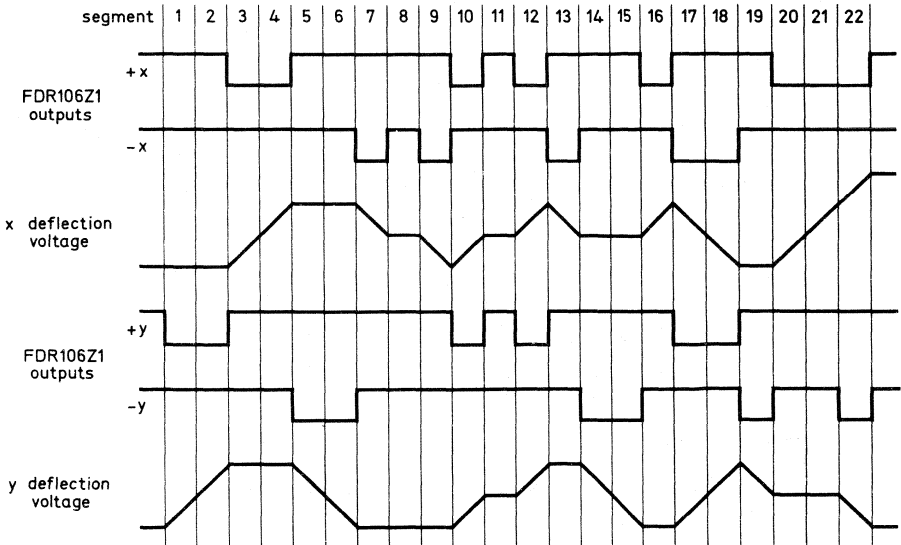 segment 1 2 3 4 5 6 7 8 9 10 11 12 13 14 15 16 17 18 19 20 21 22
+x
FDR106Z1
outputs
-x
x deflection
voltage
+y
FDR106Z1
outputs
-y
y deflection
voltage